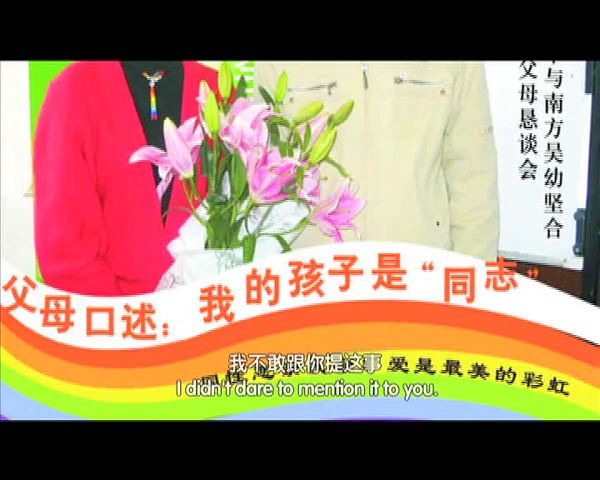 与南方吴幼坚合
父母恳谈会
父母口述：我的孩子是“同志”
爱是最美的彩虹
我不敢跟你提这事
I didn't dare to mention it to you.